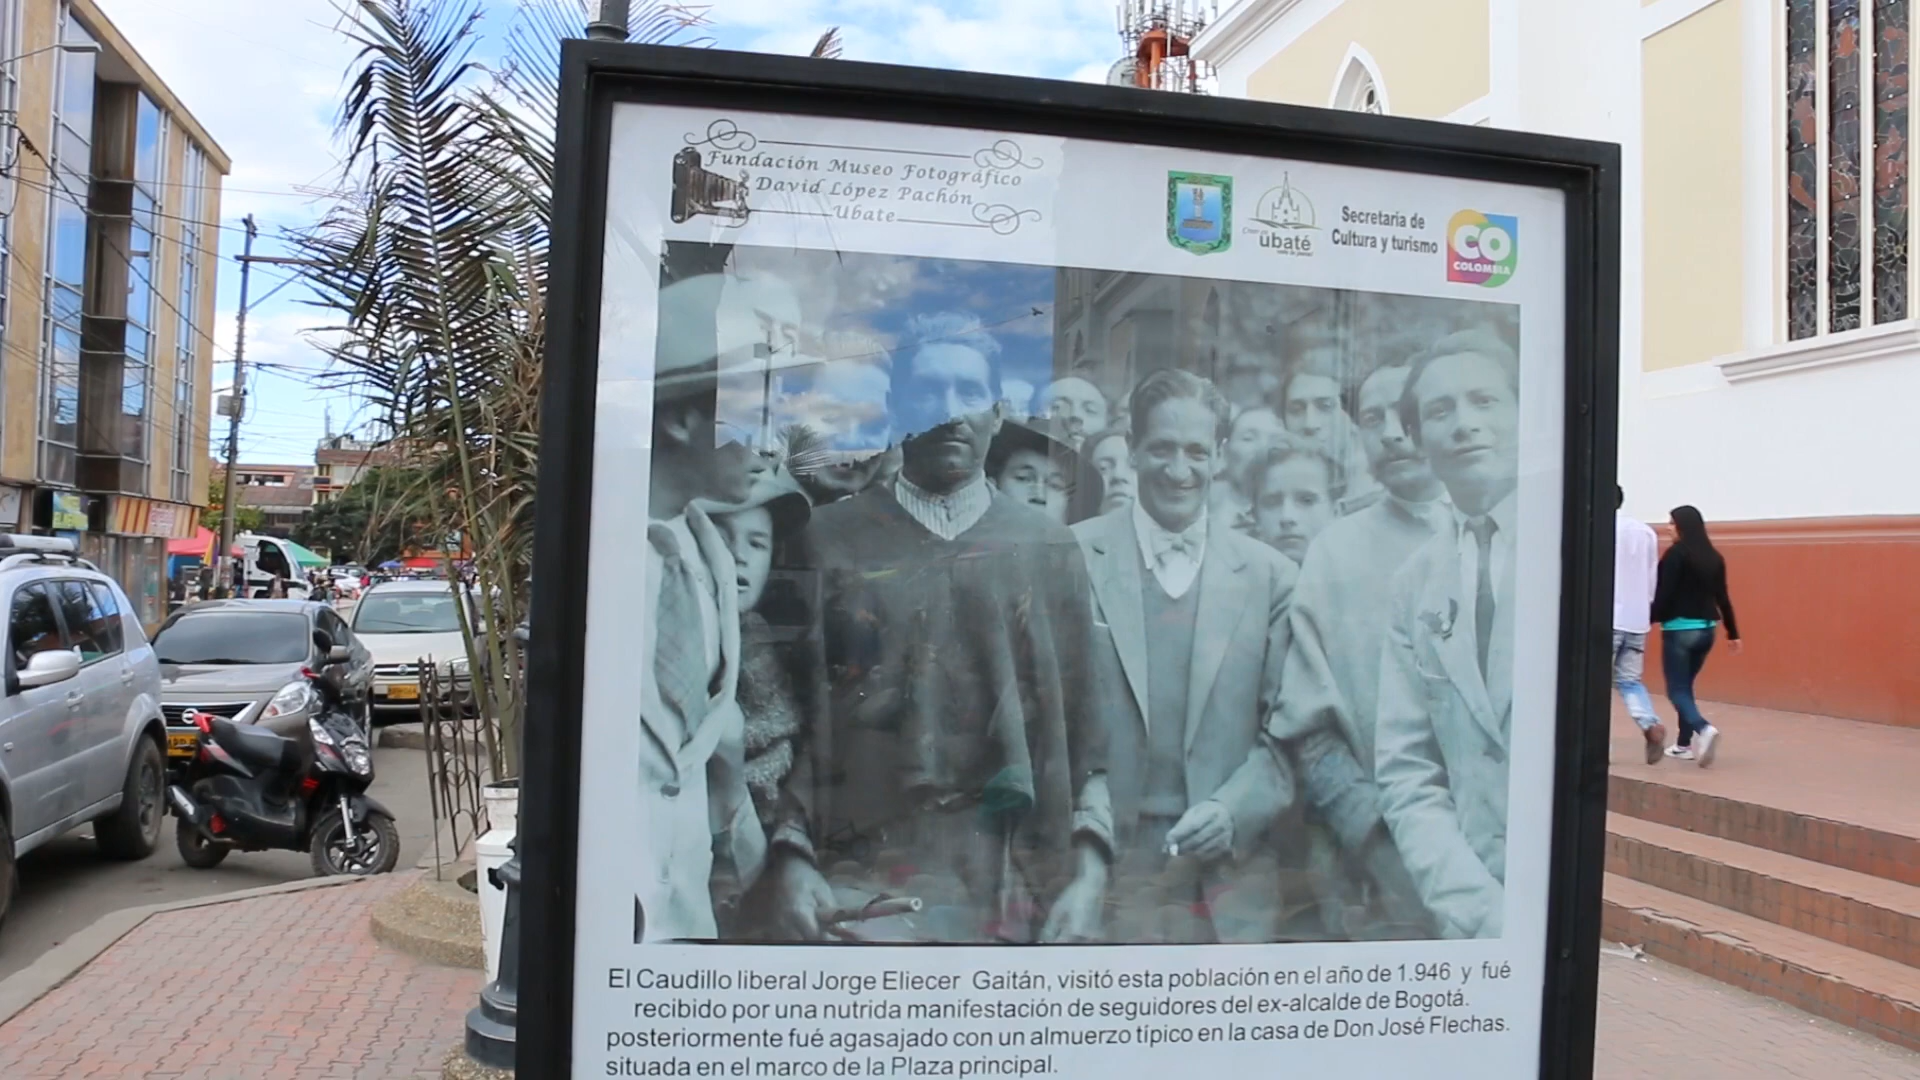 Fundación Museo Fotográfico
David López Pachón
Ubate
ubaté
Secretaria de
Cultura y turismo
CO
COLOMBIA
El Caudillo liberal Jorge Eliecer Gaitán, visitó esta población en el año de 1.946 y fué
recibido por una nutrida manifestación de seguidores del ex-alcalde de Bogotá.
posteriormente fué agasajado con un almuerzo típico en la casa de Don José Flechas.
situada en el marco de la Plaza principal.